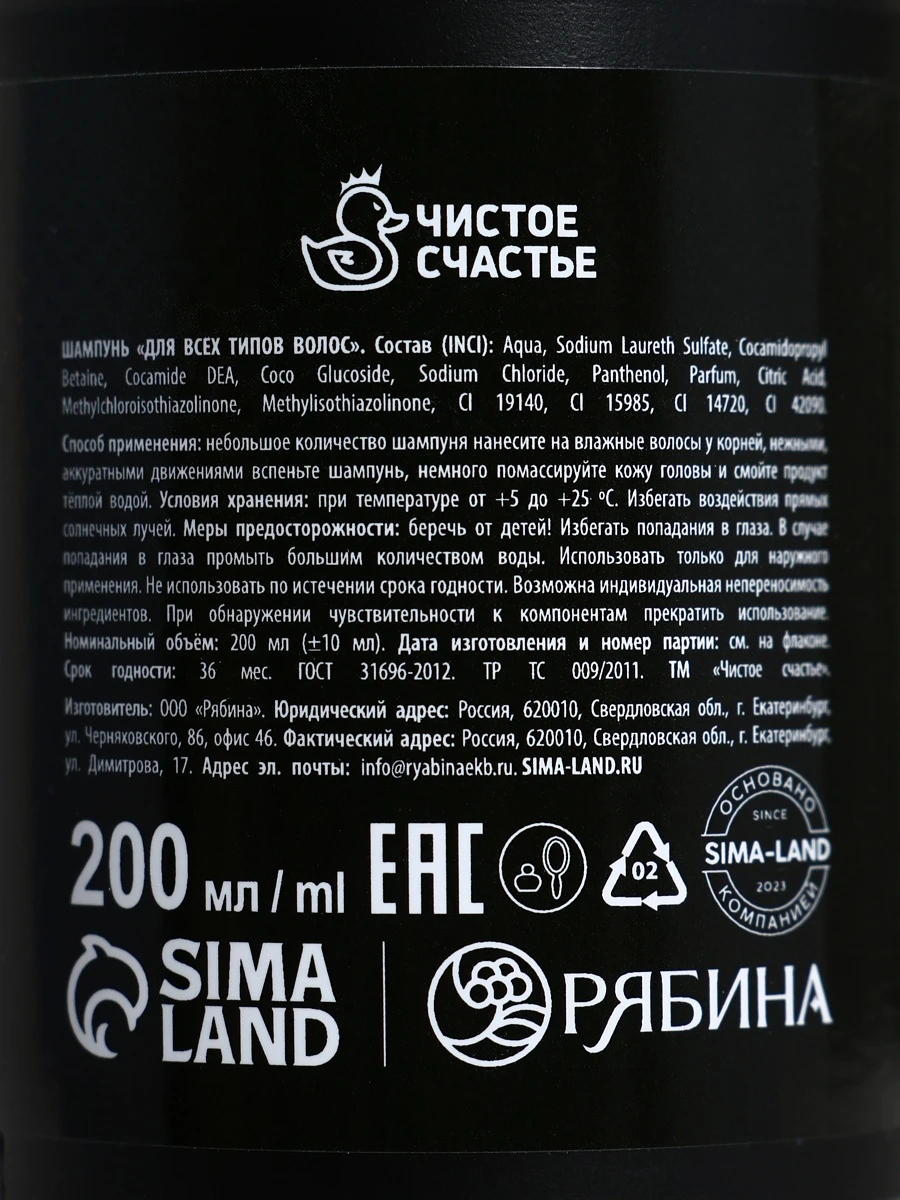 ЧИСТОЕ
СЧАСТЬЕ
ШАМПУНЬ «ДЛЯ ВСЕХ ТИПОВ ВОЛОС». Состав (INCI): Aqua, Sodium Laureth Sulfate, Cocamidopropyl
Betaine, Cocamide DEA, Coco Glucoside, Sodium Chloride, Panthenol, Parfum, Citric Acid,
Methylchloroisothiazolinone, Methylisothiazolinone, CI 19140, CI 15985, CI 14720, CI 42090.
Способ применения: небольшое количество шампуня нанесите на влажные волосы у корней, нежными,
аккуратными движениями вспеньте шампунь, немного помассируйте кожу головы и смойте продукт
тёплой водой. Условия хранения: при температуре от +5 до +25 °C. Избегать воздействия прямых
солнечных лучей. Меры предосторожности: беречь от детей! Избегать попадания в глаза. В случае
попадания в глаза промыть большим количеством воды. Использовать только для наружного
применения. Не использовать по истечении срока годности. Возможна индивидуальная непереносимость
ингредиентов. При обнаружении чувствительности к компонентам прекратить использование.
Номинальный объём: 200 мл (±10 мл). Дата изготовления и номер партии: см. на флаконе.
Срок годности: 36 мес. ГОСТ 31696-2012. ТР ТС 009/2011. ТМ «Чистое счастье».
Изготовитель: ООО «Рябина». Юридический адрес: Россия, 620010, Свердловская обл., г. Екатеринбург,
ул. Черняховского, 86, офис 46. Фактический адрес: Россия, 620010, Свердловская обл., г. Екатеринбург,
ул. Димитрова, 17. Адрес эл. почты: info@ryabinaekb.ru. SIMA-LAND.RU
200 мл / ml
EAC
02
ОСНОВАНО
SINCE
SIMA-LAND
2023
КОМПАНИЕЙ
SIMA
LAND
РЯБИНА